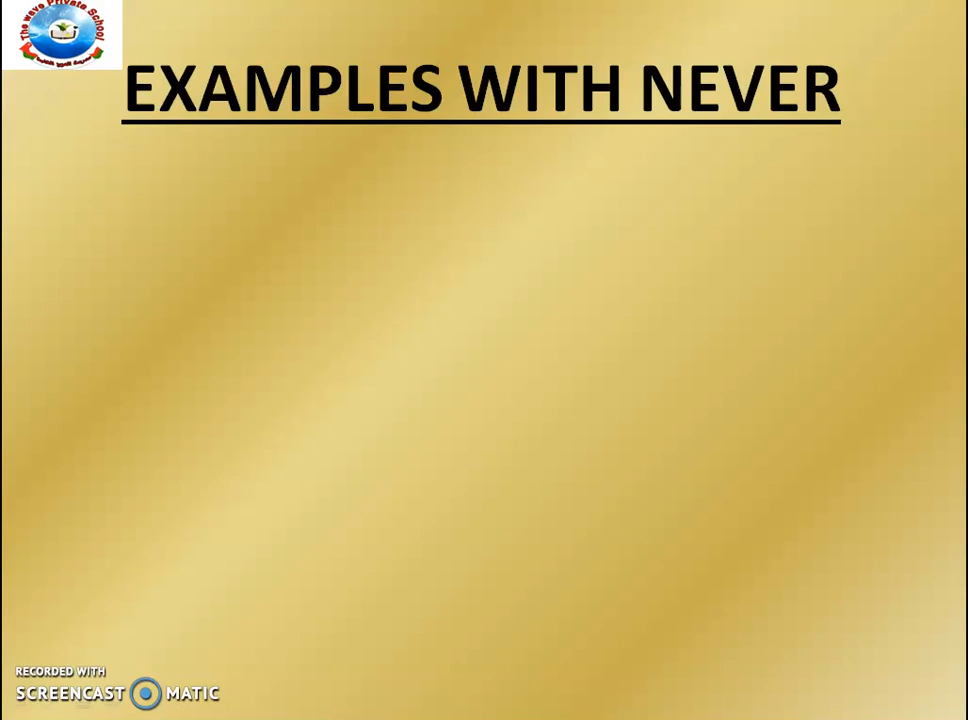 The wave Private School
EXAMPLES WITH NEVER
RECORDED WITH
SCREENCAST MATIC